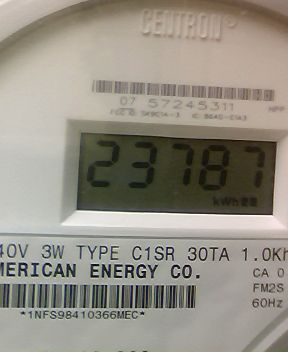 CENTRON®
07 57245311
23787
kWh
40V 3W TYPE C1SR 30TA 1.0Kh
MERICAN ENERGY CO.
CA 0
FM2S
60Hz
*1NFS98410366MEC*